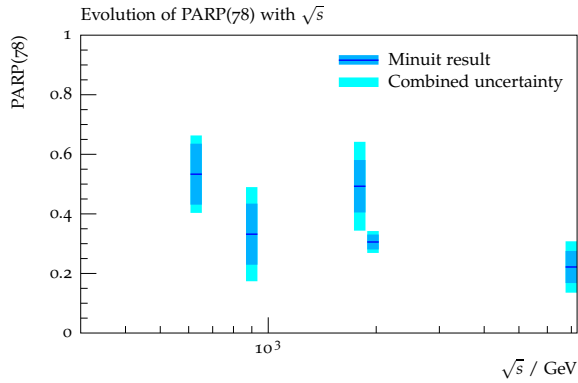 Evolution of PARP(78) with √s
PARP(78)
Minuit result
Combined uncertainty
1
0.8
0.6
0.4
0.2
0
10³
√s / GeV